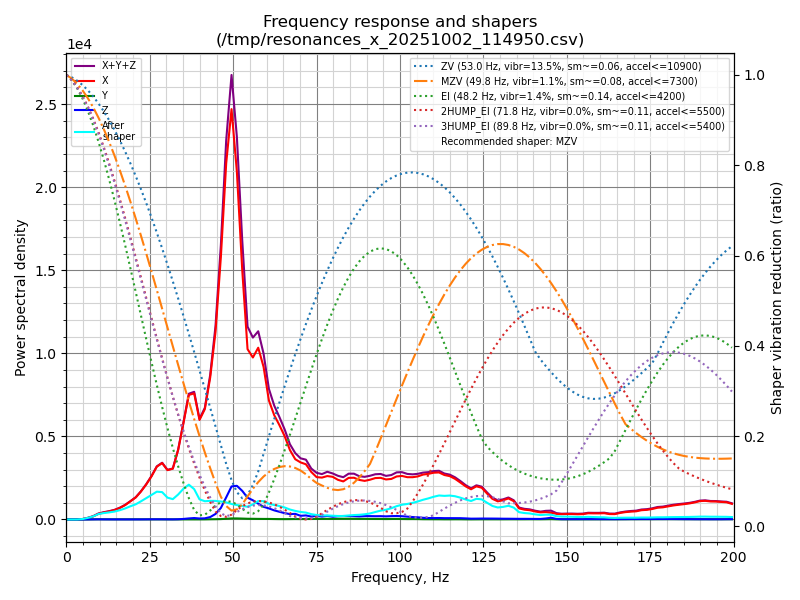 Frequency response and shapers
(/tmp/resonances_x_20251002_114950.csv)
1e4
X+Y+Z
X
Y
Z
After
shaper
ZV (53.0 Hz, vibr=13.5%, sm~=0.06, accel<=10900)
MZV (49.8 Hz, vibr=1.1%, sm~=0.08, accel<=7300)
EI (48.2 Hz, vibr=1.4%, sm~=0.14, accel<=4200)
2HUMP_EI (71.8 Hz, vibr=0.0%, sm~=0.11, accel<=5500)
3HUMP_EI (89.8 Hz, vibr=0.0%, sm~=0.11, accel<=5400)
Recommended shaper: MZV
Power spectral density
2.5
2.0
1.5
1.0
0.5
0.0
1.0
0.8
0.6
0.4
0.2
0.0
Shaper vibration reduction (ratio)
0 25 50 75 100 125 150 175 200
Frequency, Hz